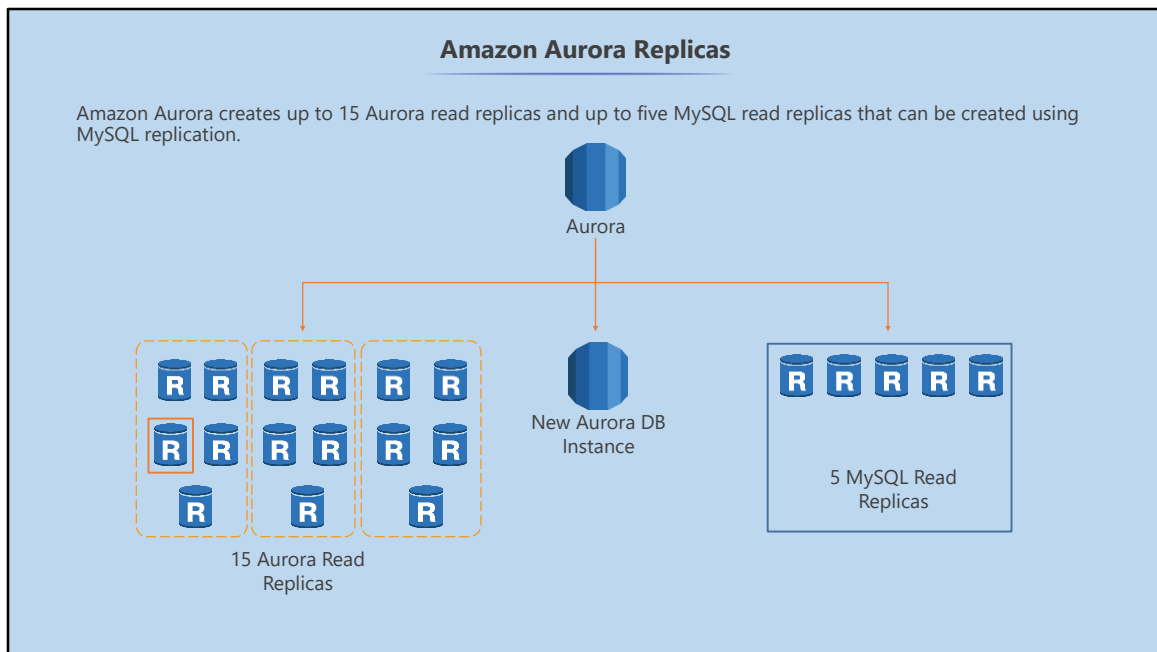 Amazon Aurora Replicas
Amazon Aurora creates up to 15 Aurora read replicas and up to five MySQL read replicas that can be created using
MySQL replication.
Aurora
R R R R R R
R R R R R R
R R R
15 Aurora Read
Replicas
New Aurora DB
Instance
R R R R R
5 MySQL Read
Replicas